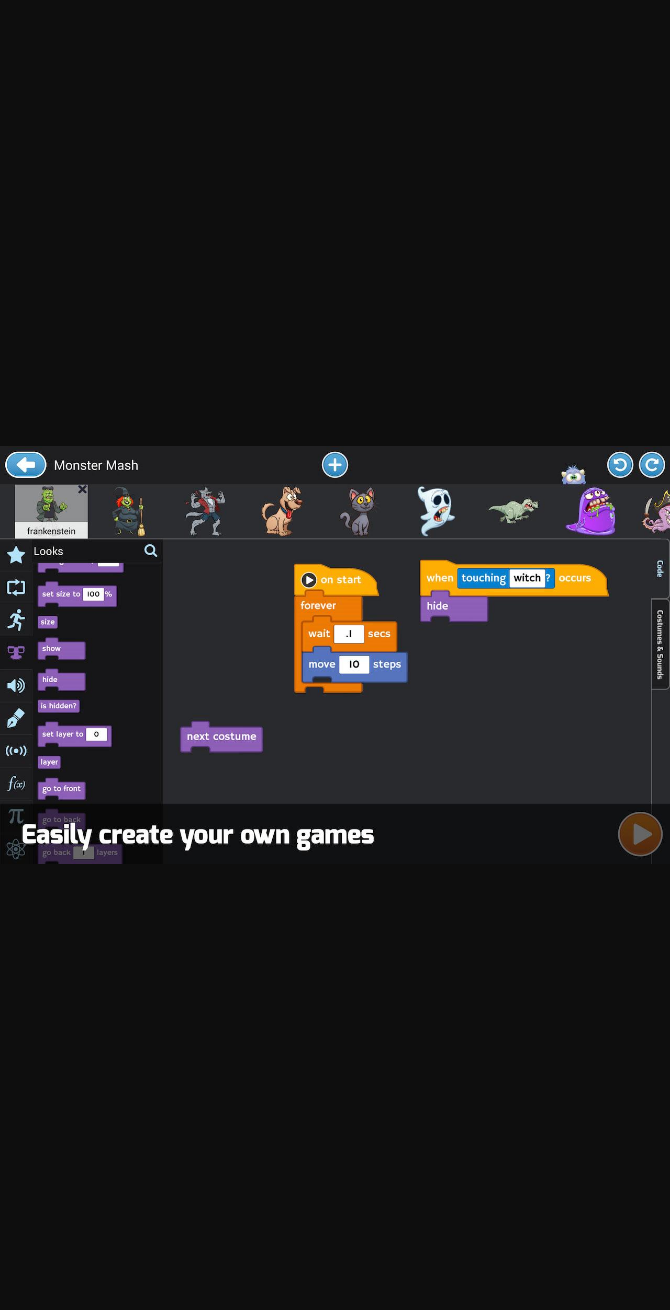 Monster Mash
frankenstein
Looks
set size to 100 %
size
show
hide
is hidden?
set layer to 0
layer
go to front
go to back
go back layers
on start
forever
wait .1 secs
move 10 steps
when touching witch ? occurs
hide
next costume
Code
Costumes & Sounds
f(x)
π
Easily create your own games